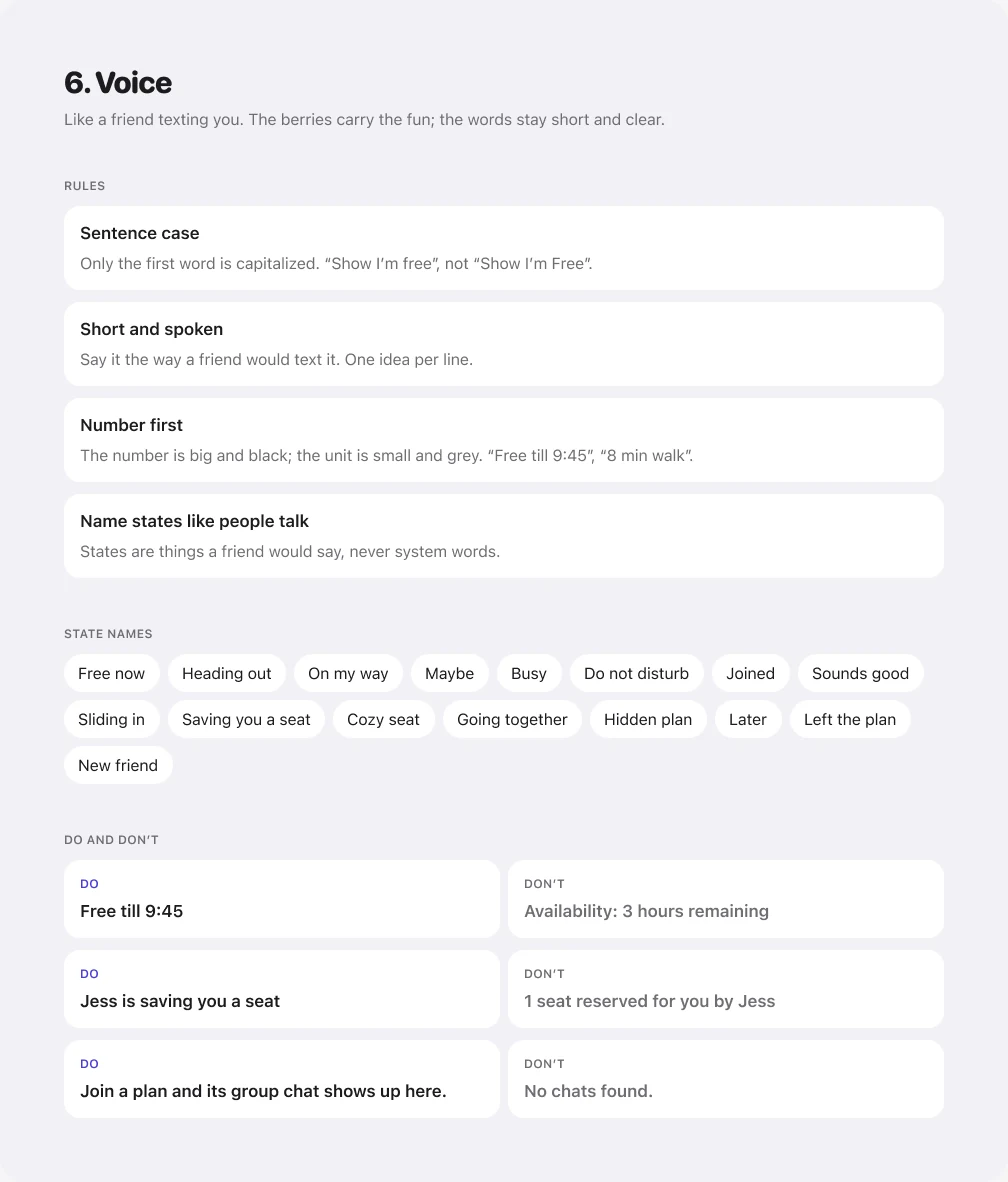 6. Voice
Like a friend texting you. The berries carry the fun; the words stay short and clear.
RULES
Sentence case
Only the first word is capitalized. “Show I’m free”, not “Show I’m Free”.
Short and spoken
Say it the way a friend would text it. One idea per line.
Number first
The number is big and black; the unit is small and grey. “Free till 9:45”, “8 min walk”.
Name states like people talk
States are things a friend would say, never system words.
STATE NAMES
Free now Heading out On my way Maybe Busy Do not disturb Joined Sounds good
Sliding in Saving you a seat Cozy seat Going together Hidden plan Later Left the plan
New friend
DO AND DON’T
DO DON’T
Free till 9:45 Availability: 3 hours remaining
DO DON’T
Jess is saving you a seat 1 seat reserved for you by Jess
DO DON’T
Join a plan and its group chat shows up here. No chats found.